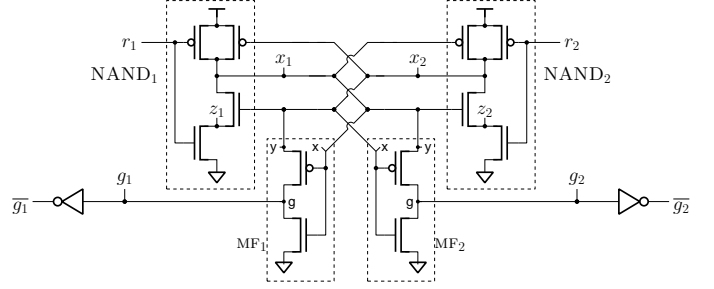 r₁ x₁ x₂ r₂
NAND₁ NAND₂
z₁ z₂
y x x y
g₁ g₁ g g g₂ g₂
MF₁ MF₂